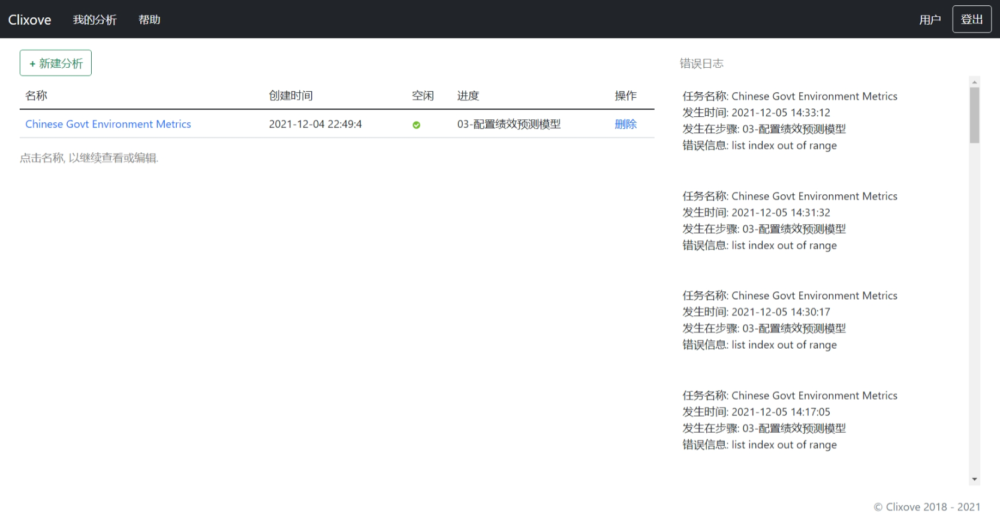 Clixove 我的分析 帮助 用户 登出
+ 新建分析
名称 创建时间 空闲 进度 操作
Chinese Govt Environment Metrics 2021-12-04 22:49:4 03-配置绩效预测模型 删除
点击名称, 以继续查看或编辑.
错误日志
任务名称: Chinese Govt Environment Metrics
发生时间: 2021-12-05 14:33:12
发生在步骤: 03-配置绩效预测模型
错误信息: list index out of range
任务名称: Chinese Govt Environment Metrics
发生时间: 2021-12-05 14:31:32
发生在步骤: 03-配置绩效预测模型
错误信息: list index out of range
任务名称: Chinese Govt Environment Metrics
发生时间: 2021-12-05 14:30:17
发生在步骤: 03-配置绩效预测模型
错误信息: list index out of range
任务名称: Chinese Govt Environment Metrics
发生时间: 2021-12-05 14:17:05
发生在步骤: 03-配置绩效预测模型
错误信息: list index out of range
© Clixove 2018 - 2021